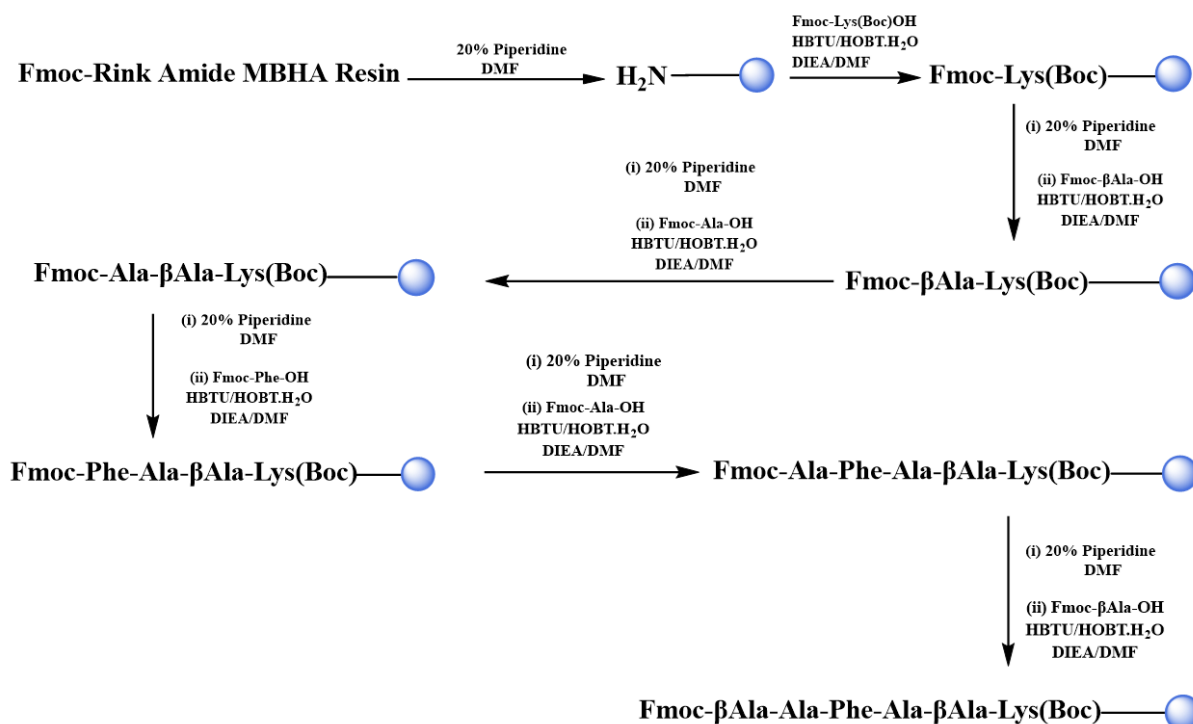 Fmoc-Rink Amide MBHA Resin
20% Piperidine
DMF
H₂N
Fmoc-Lys(Boc)OH
HBTU/HOBT.H₂O
DIEA/DMF
Fmoc-Lys(Boc)
(i) 20% Piperidine
DMF
(ii) Fmoc-βAla-OH
HBTU/HOBT.H₂O
DIEA/DMF
Fmoc-βAla-Lys(Boc)
(i) 20% Piperidine
DMF
(ii) Fmoc-Ala-OH
HBTU/HOBT.H₂O
DIEA/DMF
Fmoc-Ala-βAla-Lys(Boc)
(i) 20% Piperidine
DMF
(ii) Fmoc-Phe-OH
HBTU/HOBT.H₂O
DIEA/DMF
Fmoc-Phe-Ala-βAla-Lys(Boc)
(i) 20% Piperidine
DMF
(ii) Fmoc-Ala-OH
HBTU/HOBT.H₂O
DIEA/DMF
Fmoc-Ala-Phe-Ala-βAla-Lys(Boc)
(i) 20% Piperidine
DMF
(ii) Fmoc-βAla-OH
HBTU/HOBT.H₂O
DIEA/DMF
Fmoc-βAla-Ala-Phe-Ala-βAla-Lys(Boc)